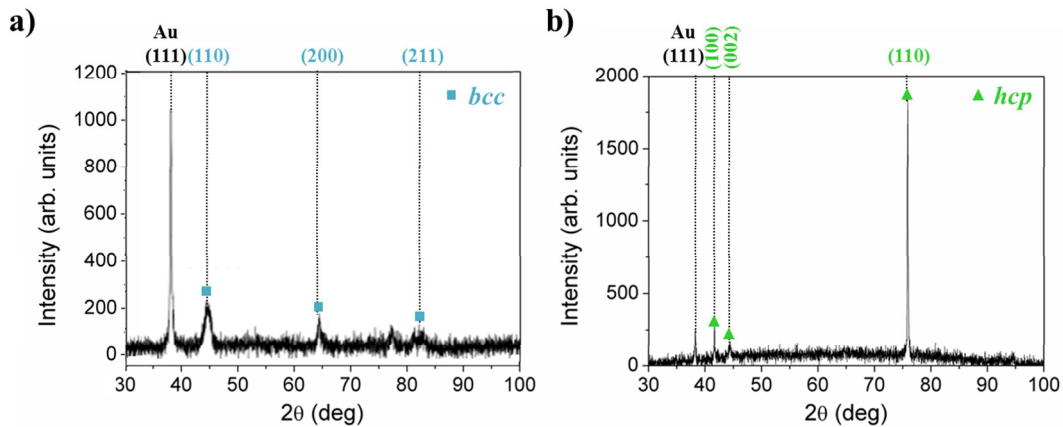 a)
Au
(111) (110) (200) (211)
1200
1000
800
600
400
200
0
bcc
Intensity (arb. units)
30 40 50 60 70 80 90 100
2θ (deg)
b)
Au
(111) (100) (002) (110)
2000
1500
1000
500
0
hcp
Intensity (arb. units)
30 40 50 60 70 80 90 100
2θ (deg)